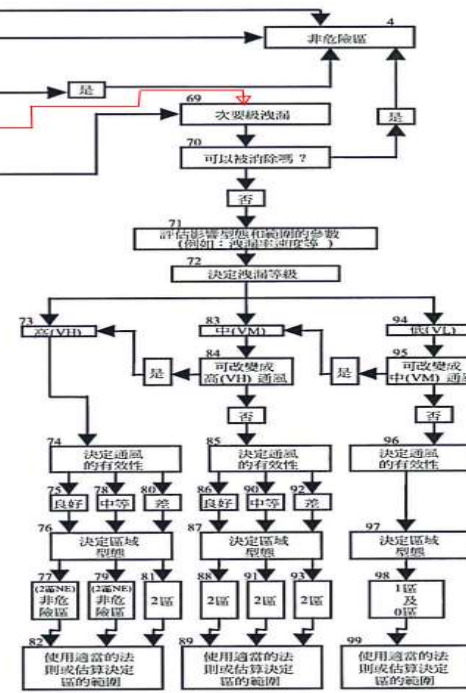 4
非危險區
是
69
次要級洩漏
是
70
可以被消除嗎？
否
71
評估影響型態和範圍的參數
(例如：洩漏率速度等 )
72
決定洩漏等級
73
高(VH)
83
中(VM)
94
低(VL)
是
84
可改變成
高(VH) 通風
是
95
可改變成
中(VM) 通風
否
否
74
決定通風
的有效性
85
決定通風
的有效性
96
決定通風
的有效性
75
良好
78
中等
80
差
86
良好
90
中等
92
差
76
決定區域
型態
87
決定區域
型態
97
決定區域
型態
77
(2區NE)
非危
險區
79
(2區NE)
非危
險區
81
2區
88
2區
91
2區
93
2區
98
1區
及
0區
82
使用適當的法
則或估算決定
區的範圍
89
使用適當的法
則或估算決定
區的範圍
99
使用適當的法
則或估算決定
區的範圍